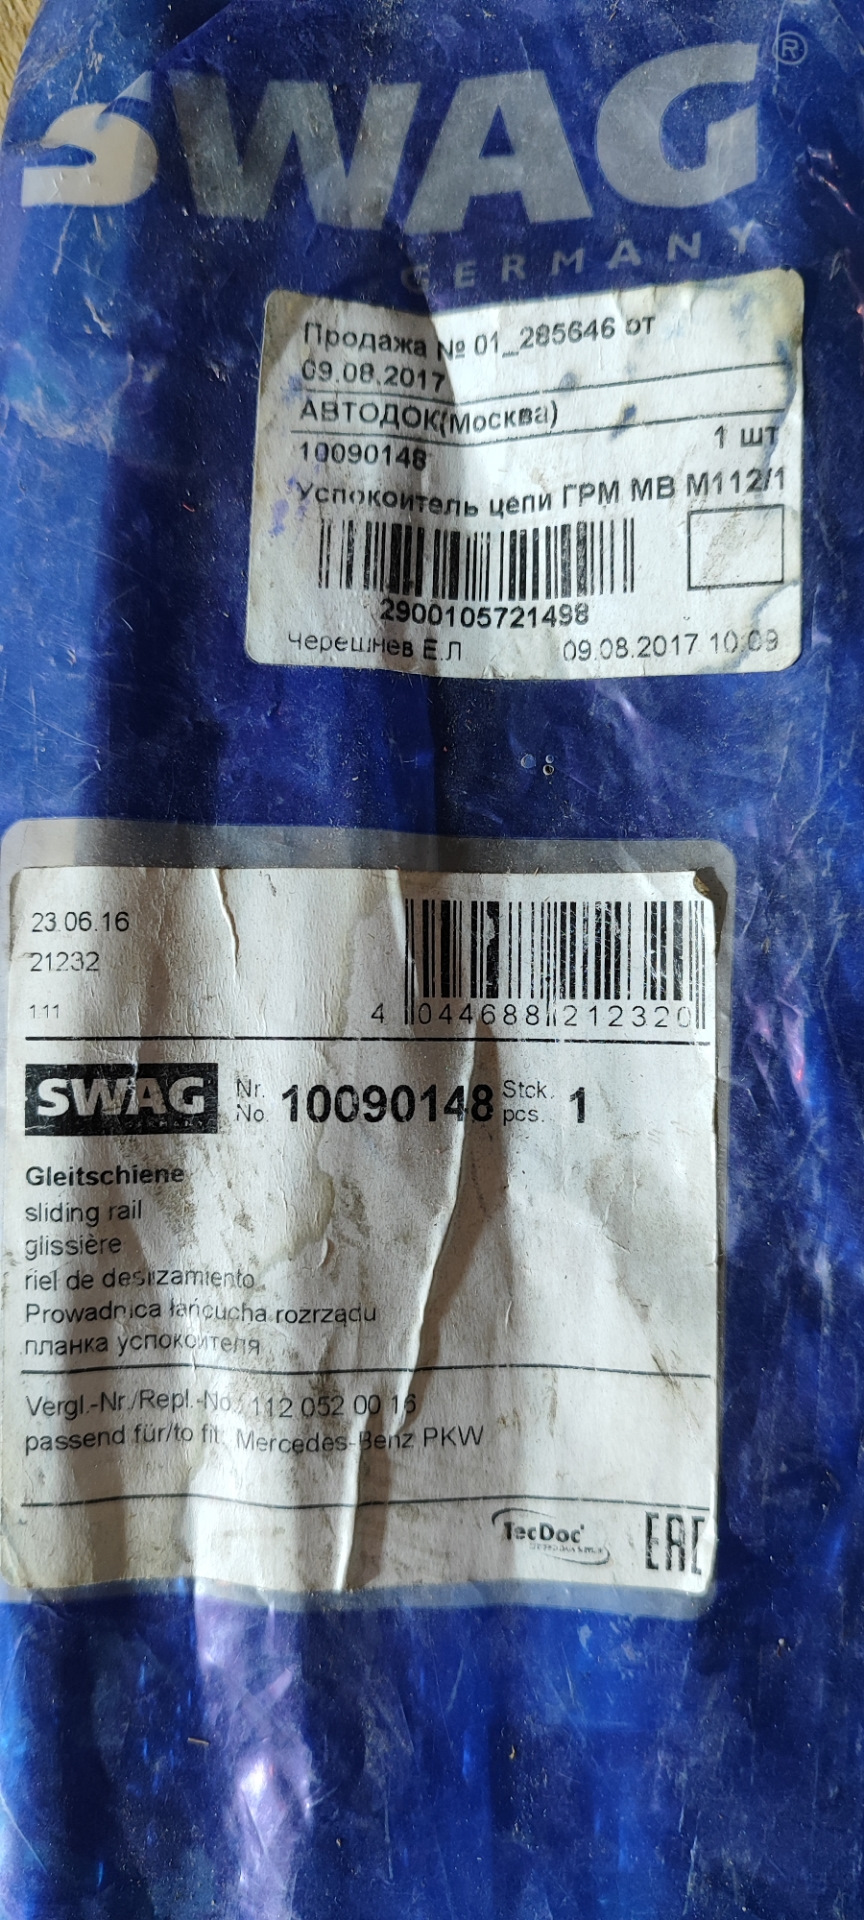 SWAG®
GERMANY
Продажа № 01_285646 от
09.08.2017
АВТОДОК(Москва)
10090148 1 шт
Успокоитель цепи ГРМ MB M112/1
2900105721498
Черешнев Е.Л 09.08.2017 10:09
23.06.16
21232
1.11
4 044688 212320
SWAG Nr. No. 10090148 Stck. pcs. 1
Gleitschiene
sliding rail
glissière
riel de deslizamiento
Prowadnica łańcucha rozrządu
планка успокоителя
Vergl.-Nr./Repl.-No.: 112 052 00 16
passend für/to fit: Mercedes-Benz PKW
TecDoc
EAC